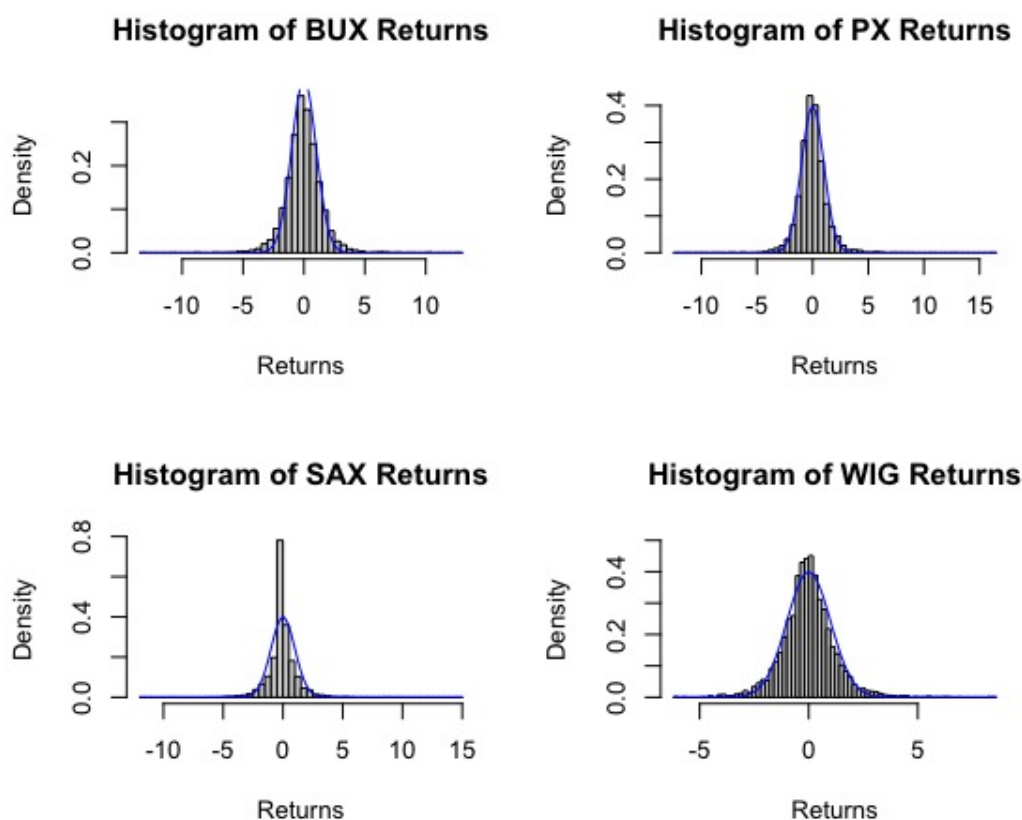 Histogram of BUX Returns
Density
0.0 0.2
-10 -5 0 5 10
Returns
Histogram of PX Returns
Density
0.0 0.2 0.4
-10 -5 0 5 10 15
Returns
Histogram of SAX Returns
Density
0.0 0.4 0.8
-10 -5 0 5 10 15
Returns
Histogram of WIG Returns
Density
0.0 0.2 0.4
-5 0 5
Returns